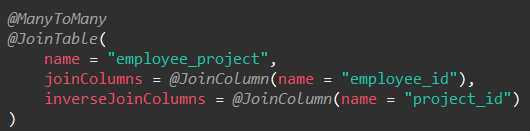 @ManyToMany
@JoinTable(
    name = "employee_project",
    joinColumns = @JoinColumn(name = "employee_id"),
    inverseJoinColumns = @JoinColumn(name = "project_id")
)